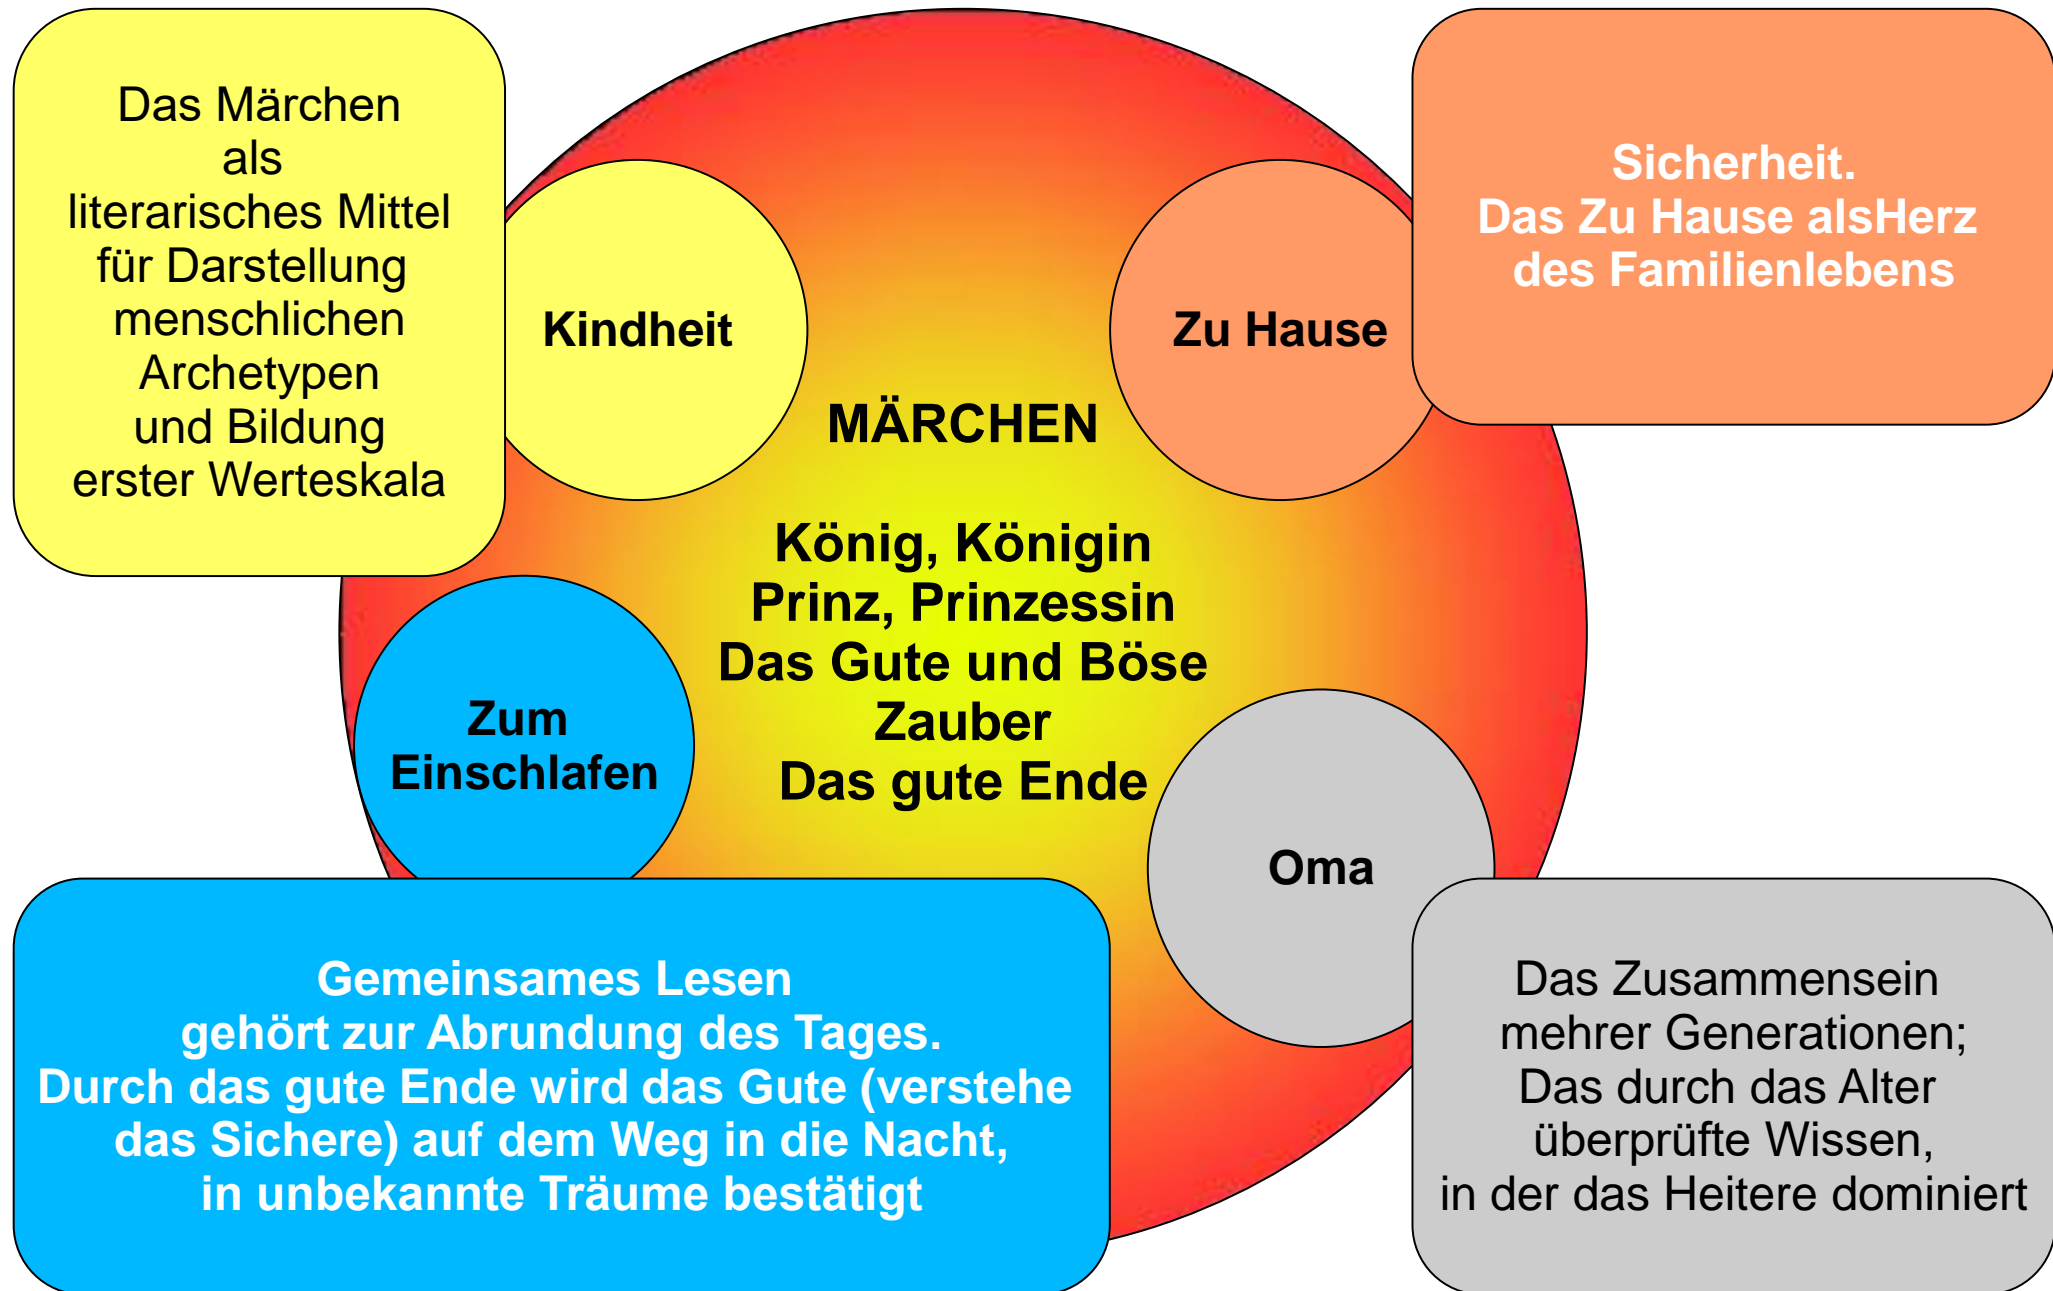 Das Märchen
als
literarisches Mittel
für Darstellung
menschlichen
Archetypen
und Bildung
erster Werteskala
Kindheit
Zu Hause
Sicherheit.
Das Zu Hause alsHerz
des Familienlebens
MÄRCHEN
König, Königin
Prinz, Prinzessin
Das Gute und Böse
Zauber
Das gute Ende
Zum
Einschlafen
Oma
Gemeinsames Lesen
gehört zur Abrundung des Tages.
Durch das gute Ende wird das Gute (verstehe
das Sichere) auf dem Weg in die Nacht,
in unbekannte Träume bestätigt
Das Zusammensein
mehrer Generationen;
Das durch das Alter
überprüfte Wissen,
in der das Heitere dominiert